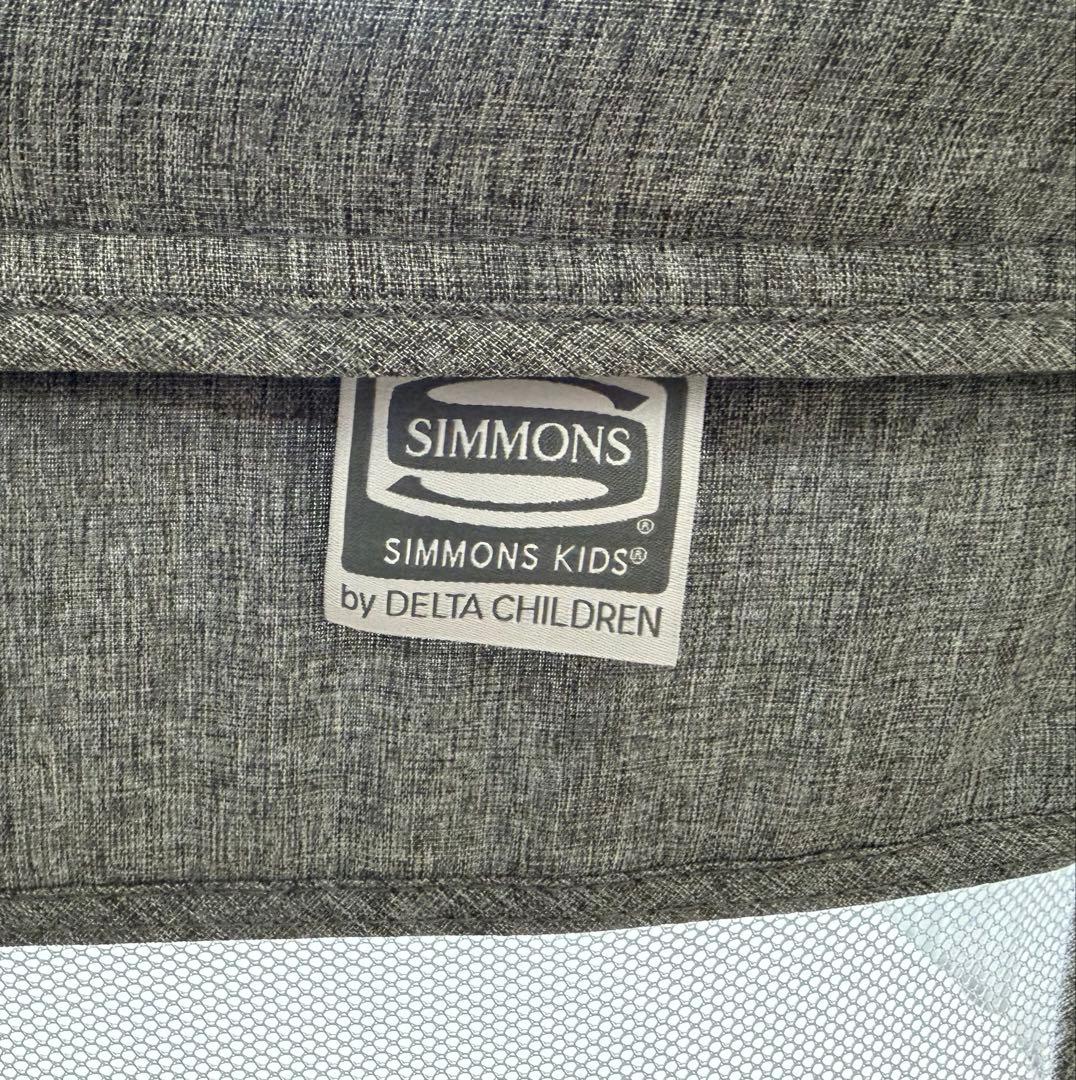 SIMMONS
®
SIMMONS KIDS®
by DELTA CHILDREN